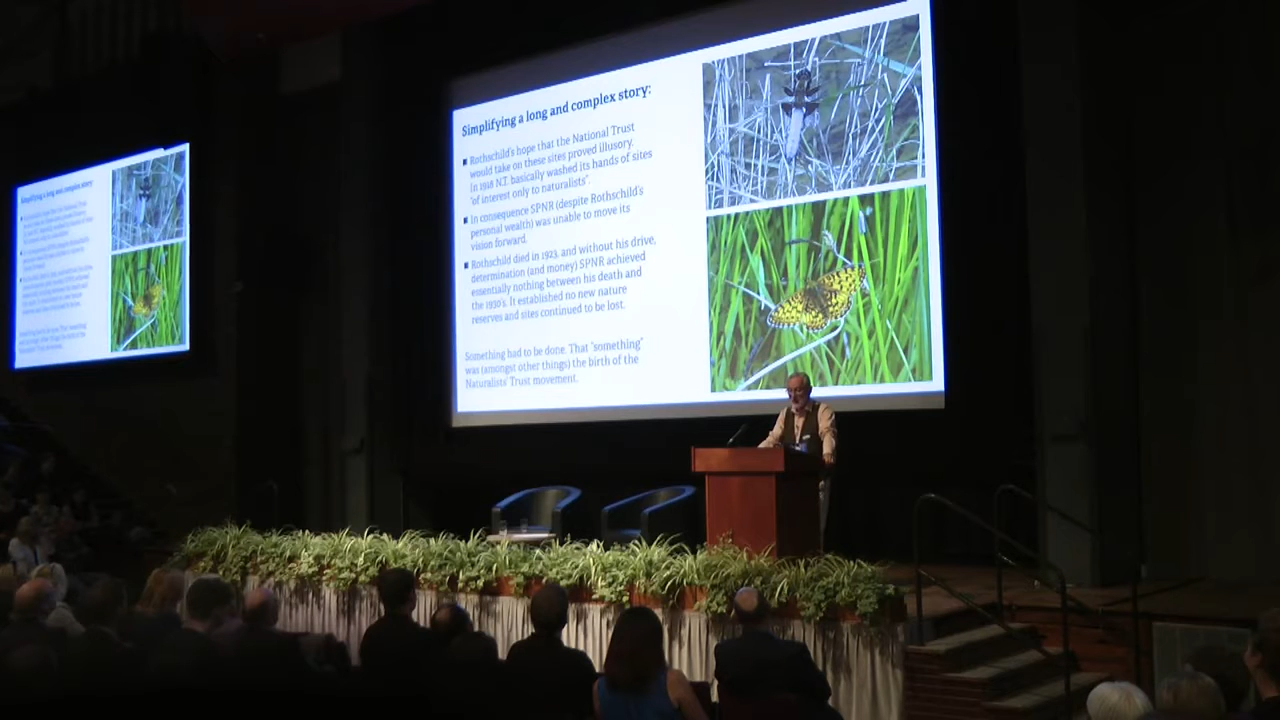 Simplifying a long and complex story:
Rothschild's hope that the National Trust
would take on these sites proved illusory.
In 1918 N.T. basically washed its hands of sites
"of interest only to naturalists".
In consequence SPNR (despite Rothschild's
personal wealth) was unable to move its
vision forward.
Rothschild died in 1923, and without his drive,
determination (and money) SPNR achieved
essentially nothing between his death and
the 1930's. It established no new nature
reserves and sites continued to be lost.
Something had to be done. That "something"
was (amongst other things) the birth of the
Naturalists' Trust movement.
Simplifying a long and complex story